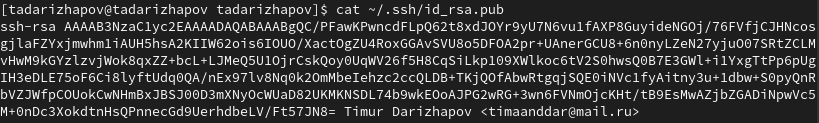 [tadarizhapov@tadarizhapov tadarizhapov]$ cat ~/.ssh/id_rsa.pub
ssh-rsa AAAAB3NzaC1yc2EAAAADAQABAAABgQC/PFawKPwncdFLpQ62t8xdJOYr9yU7N6vu1fAXP8GuyideNGOj/76FVfjCJHNcos
gjlaFZYxjmwhm1iAUH5hsA2KIIW62ois6IOUO/XactOgZU4RoxGGAvSVU8o5DFOA2pr+UAnerGCU8+6n0nyLZeN27yjuO07SRtZCLM
vHwM9kGYzlzvjWok8qxZZ+bcL+LJMeQ5U1OjrCskQoy0UqWV26f5H8CqSiLkp109XWlkoc6tV2S0hwsQ0B7E3GWl+i1YxgTtPp6pUg
IH3eDLE75oF6Ci8lyftUdq0QA/nEx97lv8Nq0k2OmMbeIehzc2ccQLDB+TKjQOfAbwRtgqjSQE0iNVc1fyAitny3u+1dbw+S0pyQnR
bVZJWfpCOUokCwNHmBxJBSJ00D3mXNyOcWUaD82UKMKNSDL74b9wkEOoAJPG2wRG+3wn6FVNmOjcKHt/tB9EsMwAZjbZGADiNpwVc5
M+0nDc3XokdtnHsQPnnecGd9UerhdbeLV/Ft57JN8= Timur Darizhapov <timaanddar@mail.ru>